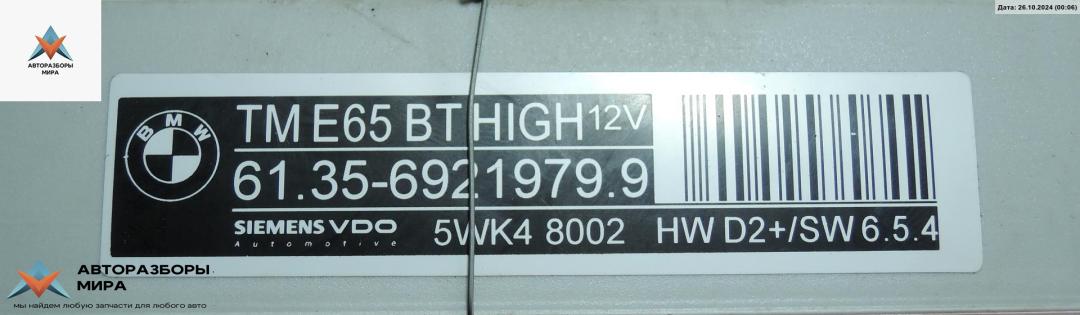 Дата: 26.10.2024 (00:06)
АВТОРАЗБОРЫ
МИРА
BMW
TM E65 BT HIGH 12V
61.35-6921979.9
SIEMENS VDO
Automotive
5WK4 8002
HW D2+/SW 6.5.4
АВТОРАЗБОРЫ
МИРА
мы найдем любую запчасти для любого авто